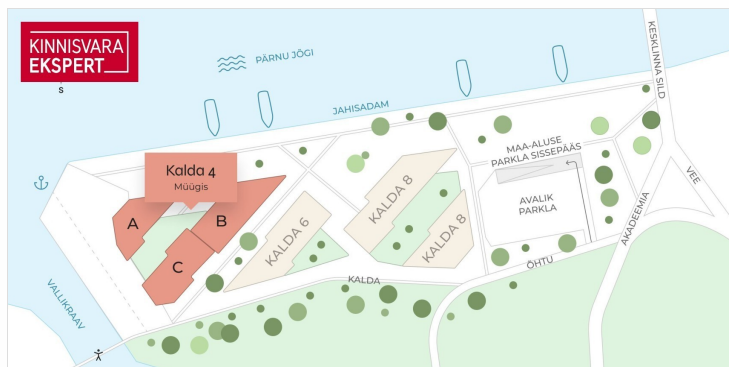 KINNISVARA
EKSPERT
s
PÄRNU JÕGI
JAHISADAM
KESKLINNA SILD
MAA-ALUSE
PARKLA SISSEPÄÄS
Kalda 4
Müügis
A
B
C
KALDA 6
KALDA 8
KALDA 8
AVALIK
PARKLA
VEE
AKADEEMIA
ÕHTU
KALDA
VALLIKRAAV